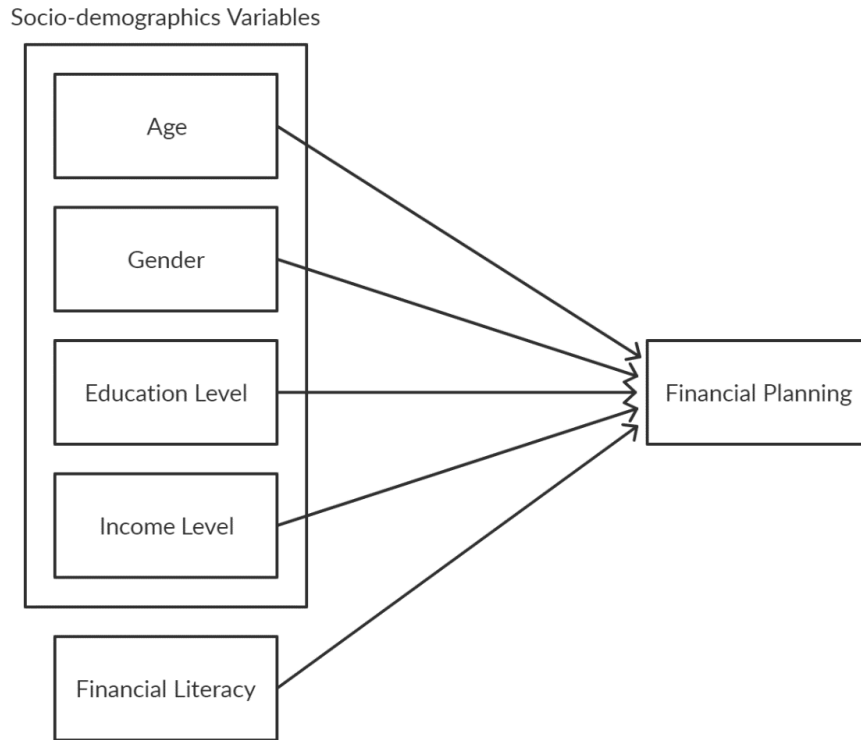 Socio-demographics Variables
Age
Gender
Education Level
Financial Planning
Income Level
Financial Literacy